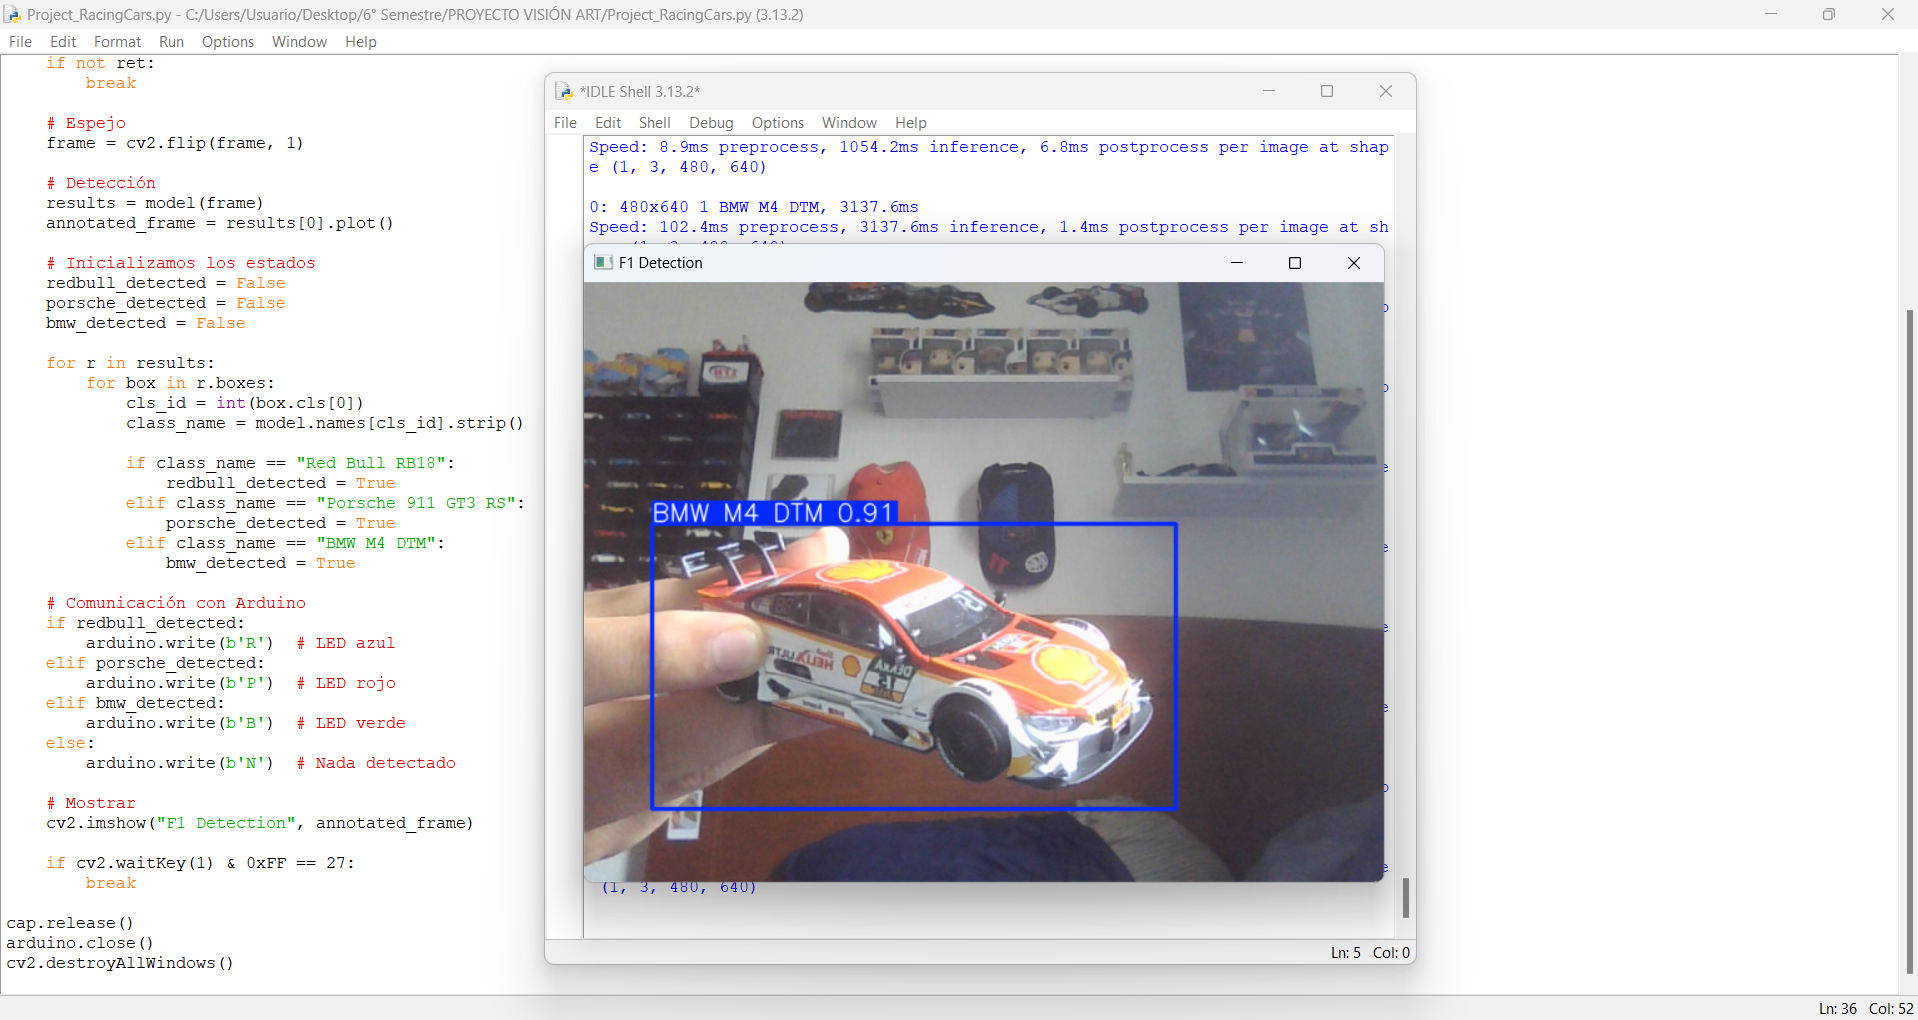 Project_RacingCars.py - C:/Users/Usuario/Desktop/6° Semestre/PROYECTO VISIÓN ART/Project_RacingCars.py (3.13.2)
File Edit Format Run Options Window Help
if not ret:
break
# Espejo
frame = cv2.flip(frame, 1)
# Detección
results = model(frame)
annotated_frame = results[0].plot()
# Inicializamos los estados
redbull_detected = False
porsche_detected = False
bmw_detected = False
for r in results:
for box in r.boxes:
cls_id = int(box.cls[0])
class_name = model.names[cls_id].strip()
if class_name == "Red Bull RB18":
redbull_detected = True
elif class_name == "Porsche 911 GT3 RS":
porsche_detected = True
elif class_name == "BMW M4 DTM":
bmw_detected = True
# Comunicación con Arduino
if redbull_detected:
arduino.write(b'R')  # LED azul
elif porsche_detected:
arduino.write(b'P')  # LED rojo
elif bmw_detected:
arduino.write(b'B')  # LED verde
else:
arduino.write(b'N')  # Nada detectado
# Mostrar
cv2.imshow("F1 Detection", annotated_frame)
if cv2.waitKey(1) & 0xFF == 27:
break
cap.release()
arduino.close()
cv2.destroyAllWindows()
*IDLE Shell 3.13.2*
File Edit Shell Debug Options Window Help
Speed: 8.9ms preprocess, 1054.2ms inference, 6.8ms postprocess per image at shap
e (1, 3, 480, 640)
0: 480x640 1 BMW M4 DTM, 3137.6ms
Speed: 102.4ms preprocess, 3137.6ms inference, 1.4ms postprocess per image at sh
F1 Detection
BMW M4 DTM 0.91
(1, 3, 480, 640)
Ln: 5 Col: 0
Ln: 36 Col: 52